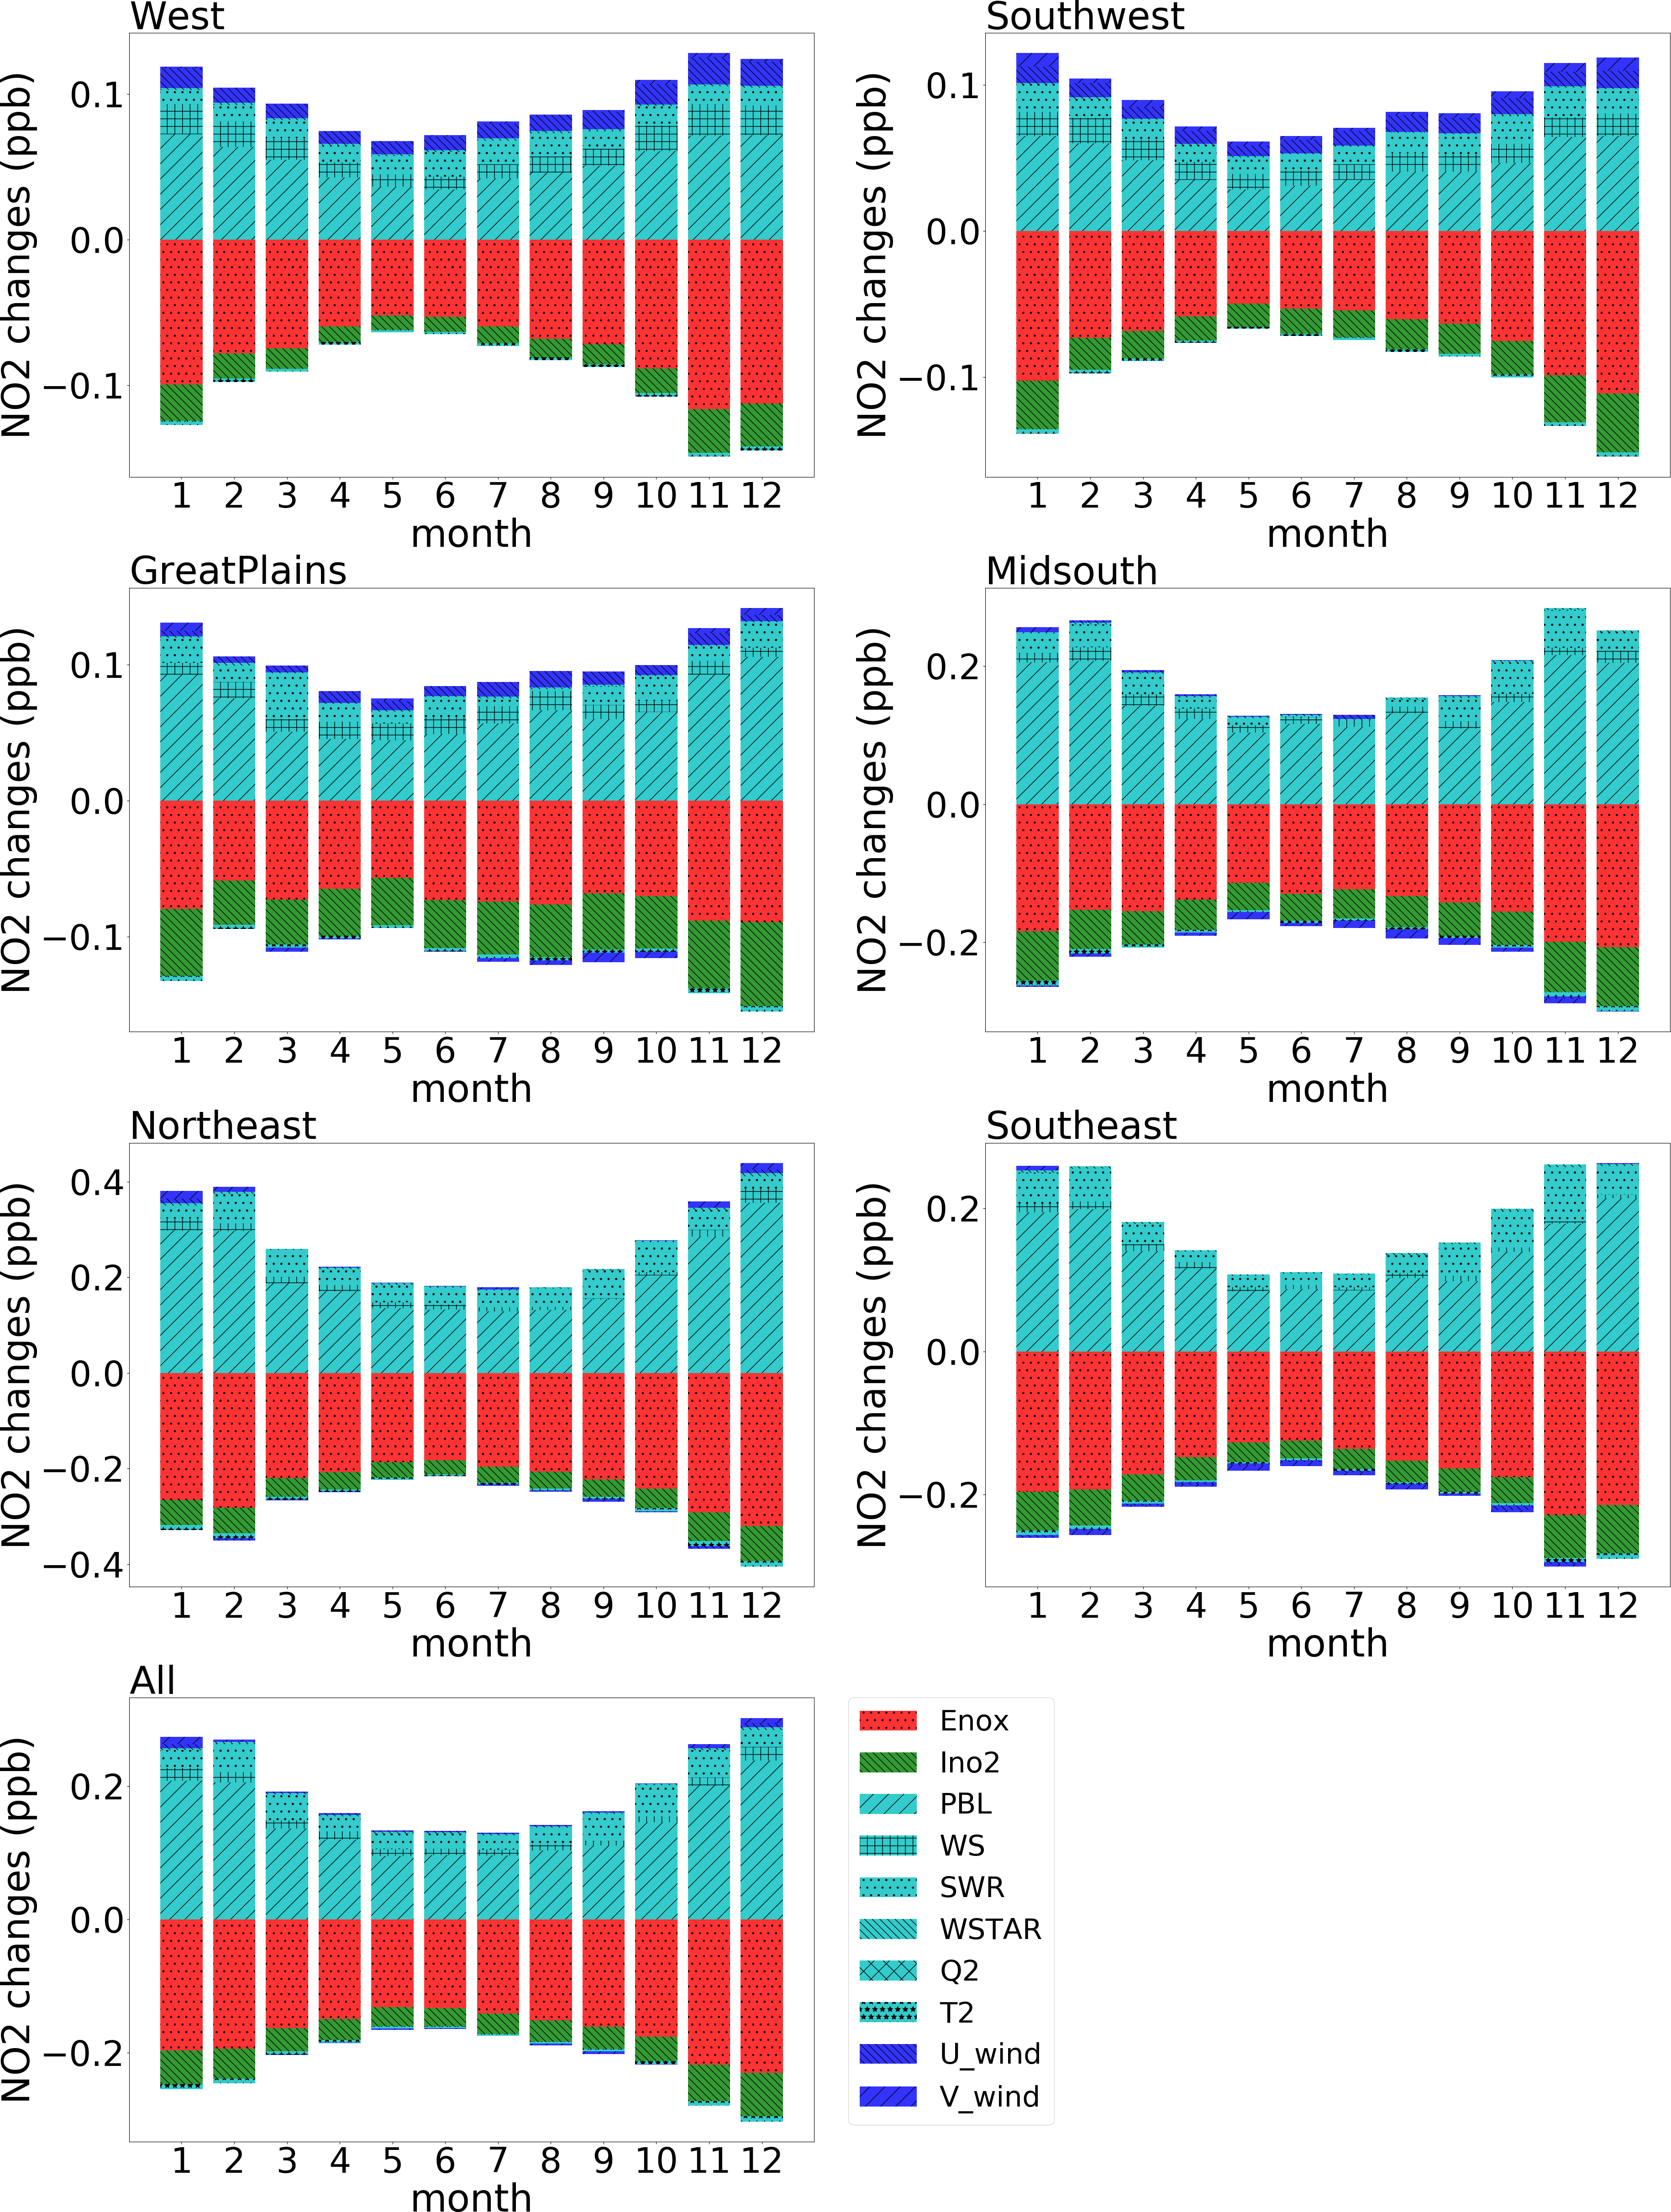 West
NO2 changes (ppb)
0.1
0.0
−0.1
1 2 3 4 5 6 7 8 9 10 11 12
month
Southwest
NO2 changes (ppb)
0.1
0.0
−0.1
1 2 3 4 5 6 7 8 9 10 11 12
month
GreatPlains
NO2 changes (ppb)
0.1
0.0
−0.1
1 2 3 4 5 6 7 8 9 10 11 12
month
Midsouth
NO2 changes (ppb)
0.2
0.0
−0.2
1 2 3 4 5 6 7 8 9 10 11 12
month
Northeast
NO2 changes (ppb)
0.4
0.2
0.0
−0.2
−0.4
1 2 3 4 5 6 7 8 9 10 11 12
month
Southeast
NO2 changes (ppb)
0.2
0.0
−0.2
1 2 3 4 5 6 7 8 9 10 11 12
month
All
NO2 changes (ppb)
0.2
0.0
−0.2
1 2 3 4 5 6 7 8 9 10 11 12
month
Enox
Ino2
PBL
WS
SWR
WSTAR
Q2
T2
U_wind
V_wind